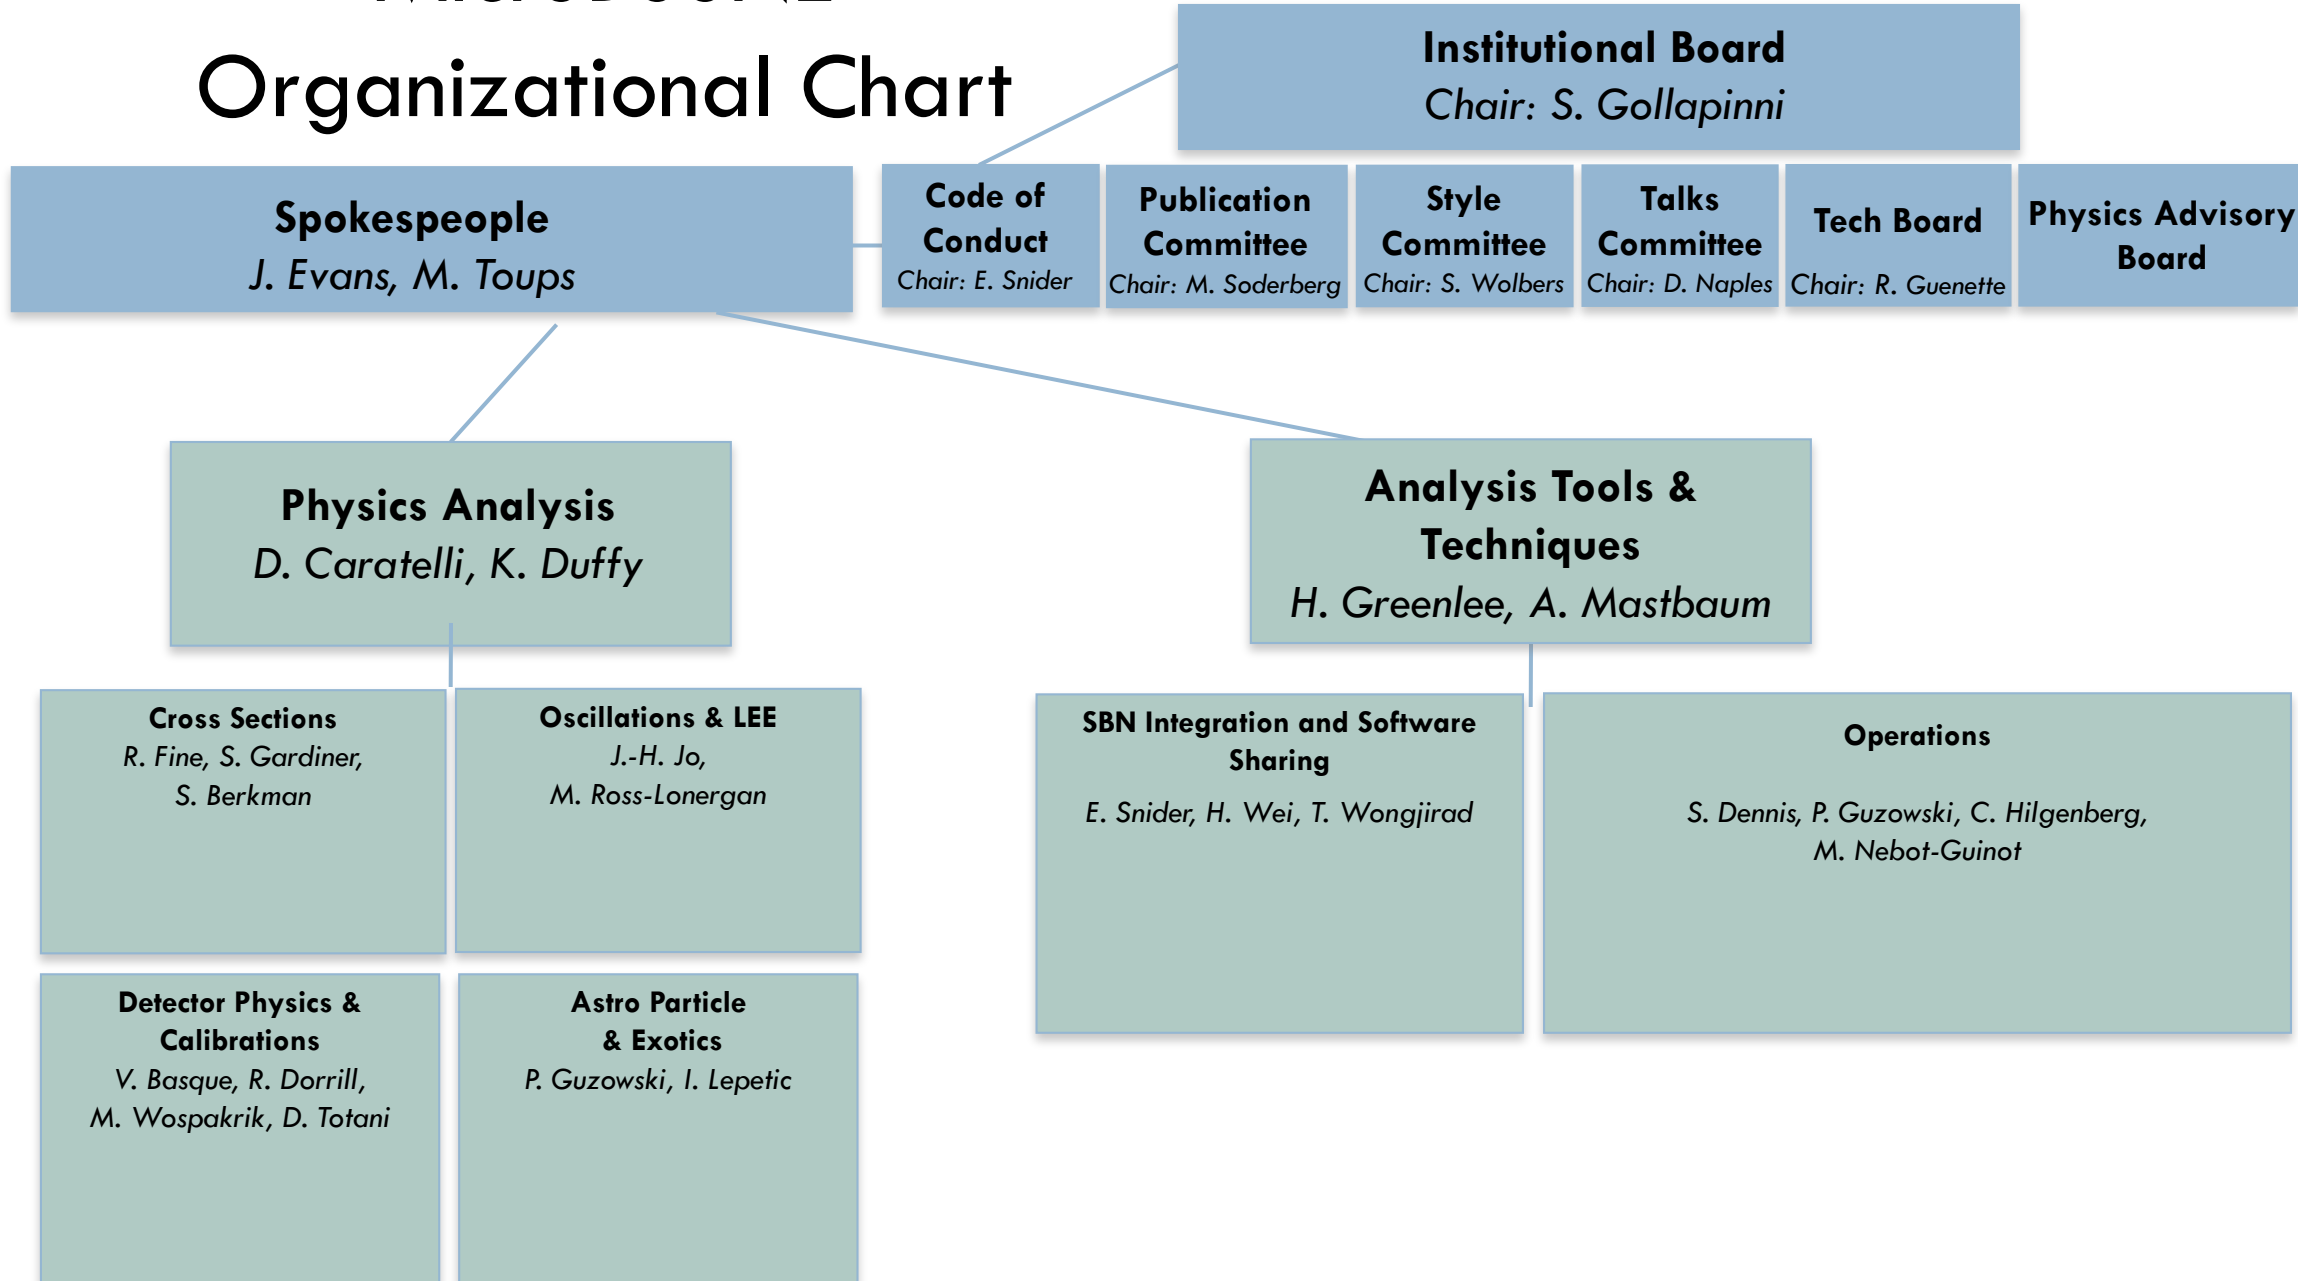 Organizational Chart
Institutional Board
Chair: S. Gollapinni
Spokespeople
J. Evans, M. Toups
Code of
Conduct
Chair: E. Snider
Publication
Committee
Chair: M. Soderberg
Style
Committee
Chair: S. Wolbers
Talks
Committee
Chair: D. Naples
Tech Board
Chair: R. Guenette
Physics Advisory
Board
Physics Analysis
D. Caratelli, K. Duffy
Analysis Tools &
Techniques
H. Greenlee, A. Mastbaum
Cross Sections
R. Fine, S. Gardiner,
S. Berkman
Oscillations & LEE
J.-H. Jo,
M. Ross-Lonergan
SBN Integration and Software
Sharing
E. Snider, H. Wei, T. Wongjirad
Operations
S. Dennis, P. Guzowski, C. Hilgenberg,
M. Nebot-Guinot
Detector Physics &
Calibrations
V. Basque, R. Dorrill,
M. Wospakrik, D. Totani
Astro Particle
& Exotics
P. Guzowski, I. Lepetic